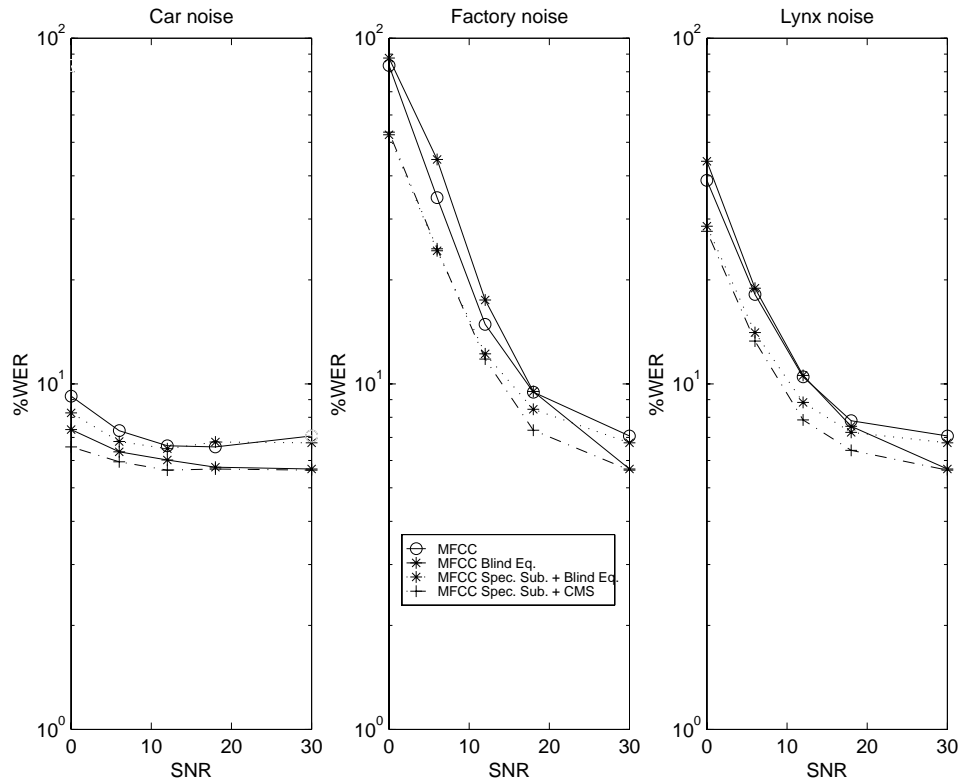 Car noise
10^2
10^1
10^0
%WER
0 10 20 30
SNR
Factory noise
10^2
10^1
10^0
%WER
0 10 20 30
SNR
MFCC
MFCC Blind Eq.
MFCC Spec. Sub. + Blind Eq.
MFCC Spec. Sub. + CMS
Lynx noise
10^2
10^1
10^0
%WER
0 10 20 30
SNR